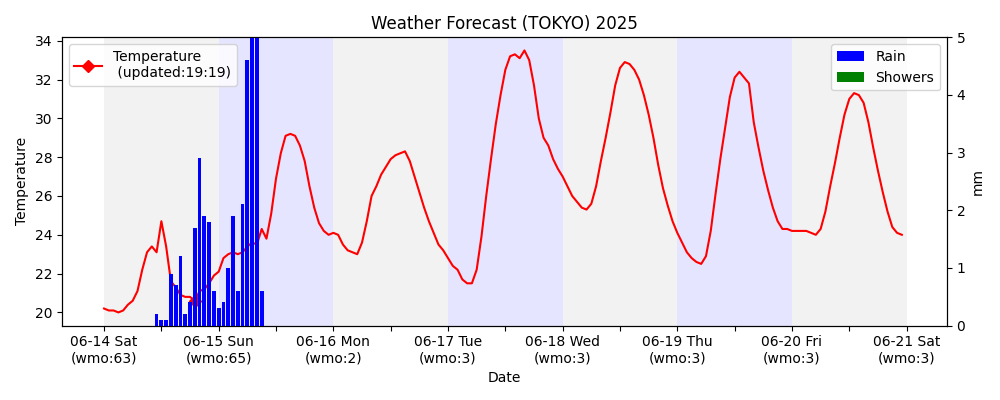 Weather Forecast (TOKYO) 2025
Temperature
(updated:19:19)
Rain
Showers
34
32
30
28
26
24
22
20
Temperature
5
4
3
2
1
0
mm
06-14 Sat
(wmo:63)
06-15 Sun
(wmo:65)
06-16 Mon
(wmo:2)
06-17 Tue
(wmo:3)
06-18 Wed
(wmo:3)
06-19 Thu
(wmo:3)
06-20 Fri
(wmo:3)
06-21 Sat
(wmo:3)
Date